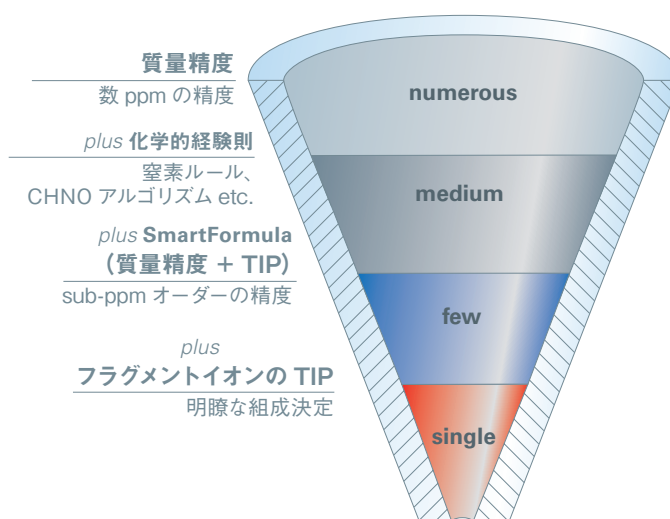 質量精度
数 ppm の精度
numerous
plus 化学的経験則
窒素ルール、
CHNO アルゴリズム etc.
medium
plus SmartFormula
（質量精度 + TIP）
sub-ppm オーダーの精度
few
plus
フラグメントイオンの TIP
明瞭な組成決定
single